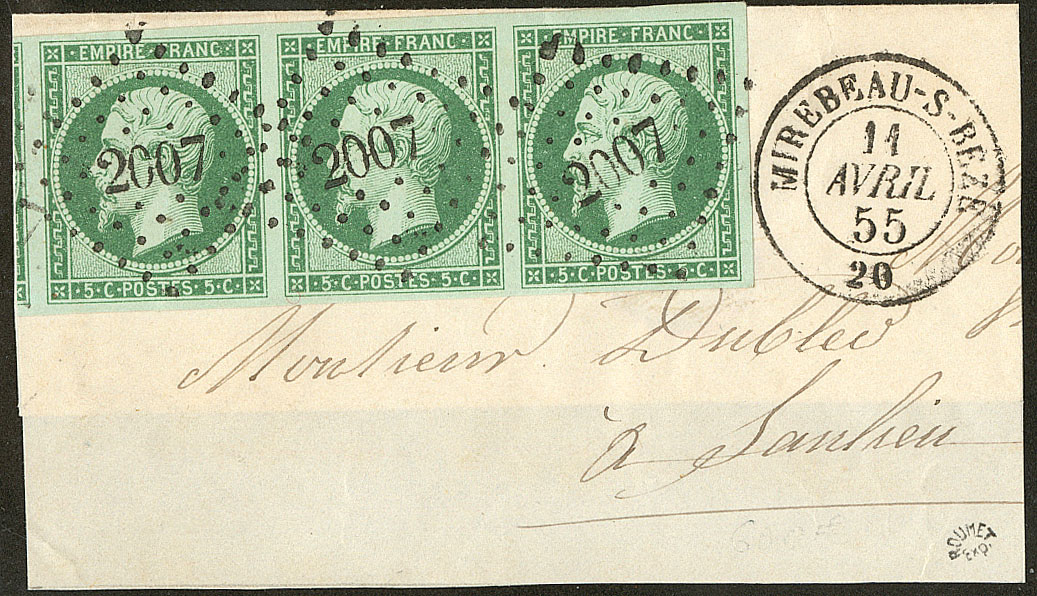 EMPIRE FRANC EMPIRE FRANC EMPIRE FRANC
2007 2007 2007
5·C·POSTES·5·C· 5·C·POSTES·5·C· 5·C·POSTES·5·C·
MIREBEAU-S-BEZE
11
AVRIL
55
20
Monsieur Dubled
à Saulieu
ROUMET
EXP.